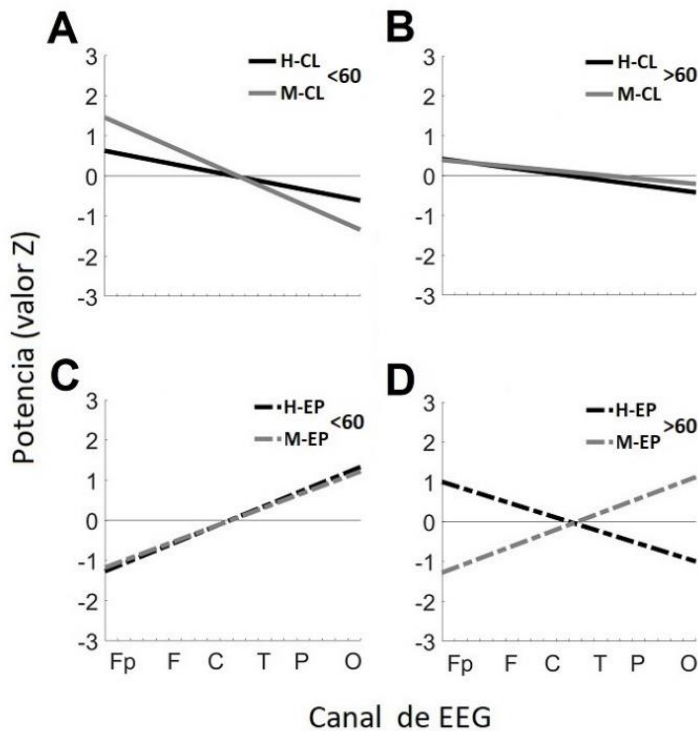 A
H-CL
M-CL
<60
3
2
1
0
-1
-2
-3
B
H-CL
M-CL
>60
3
2
1
0
-1
-2
-3
C
H-EP
M-EP
<60
3
2
1
0
-1
-2
-3
Fp F C T P O
D
H-EP
M-EP
>60
3
2
1
0
-1
-2
-3
Fp F C T P O
Potencia (valor Z)
Canal de EEG